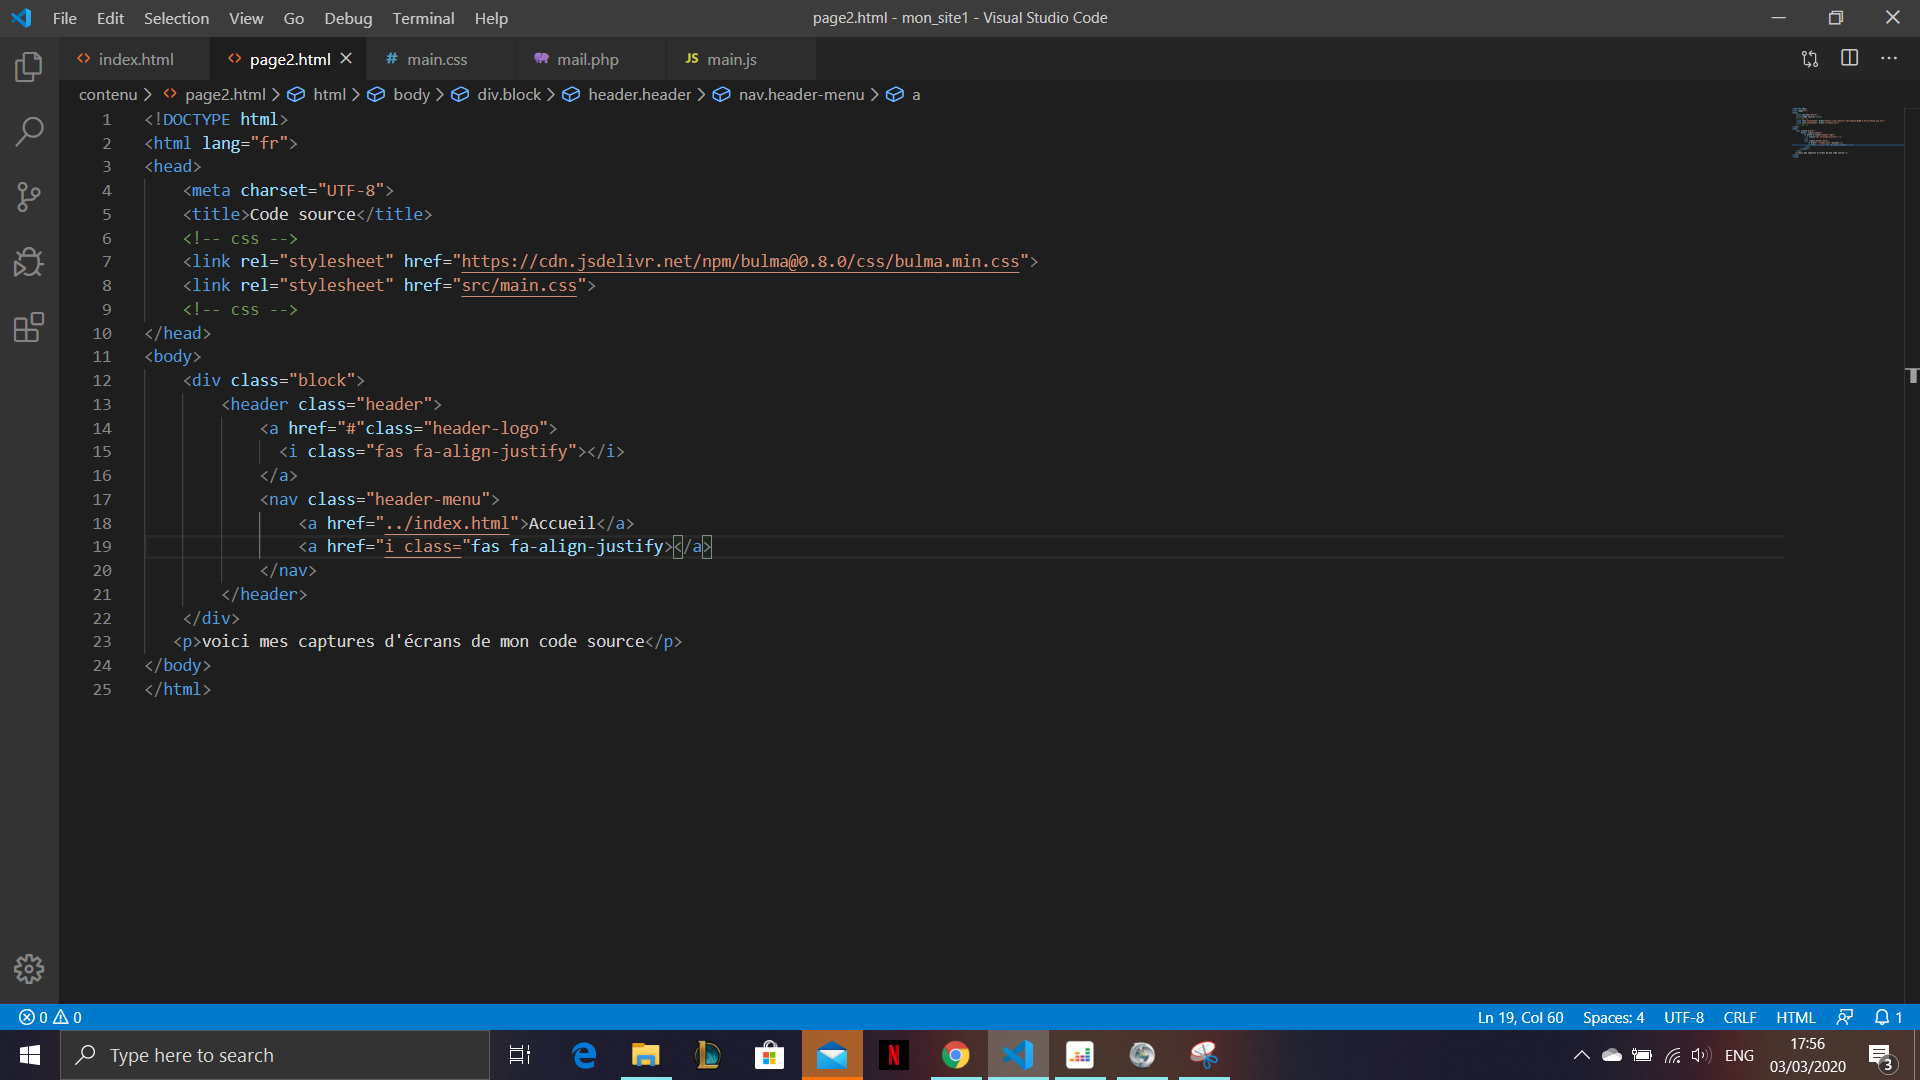 File Edit Selection View Go Debug Terminal Help page2.html - mon_site1 - Visual Studio Code
index.html page2.html main.css mail.php JS main.js
contenu > page2.html > html > body > div.block > header.header > nav.header-menu > a
1 <!DOCTYPE html>
2 <html lang="fr">
3 <head>
4 <meta charset="UTF-8">
5 <title>Code source</title>
6 <!-- css -->
7 <link rel="stylesheet" href="https://cdn.jsdelivr.net/npm/bulma@0.8.0/css/bulma.min.css">
8 <link rel="stylesheet" href="src/main.css">
9 <!-- css -->
10 </head>
11 <body>
12 <div class="block">
13 <header class="header">
14 <a href="#"class="header-logo">
15 <i class="fas fa-align-justify"></i>
16 </a>
17 <nav class="header-menu">
18 <a href="../index.html">Accueil</a>
19 <a href="i class="fas fa-align-justify></a>
20 </nav>
21 </header>
22 </div>
23 <p>voici mes captures d'écrans de mon code source</p>
24 </body>
25 </html>
0 0 Ln 19, Col 60 Spaces: 4 UTF-8 CRLF HTML 1
Type here to search ENG 17:56
03/03/2020 3